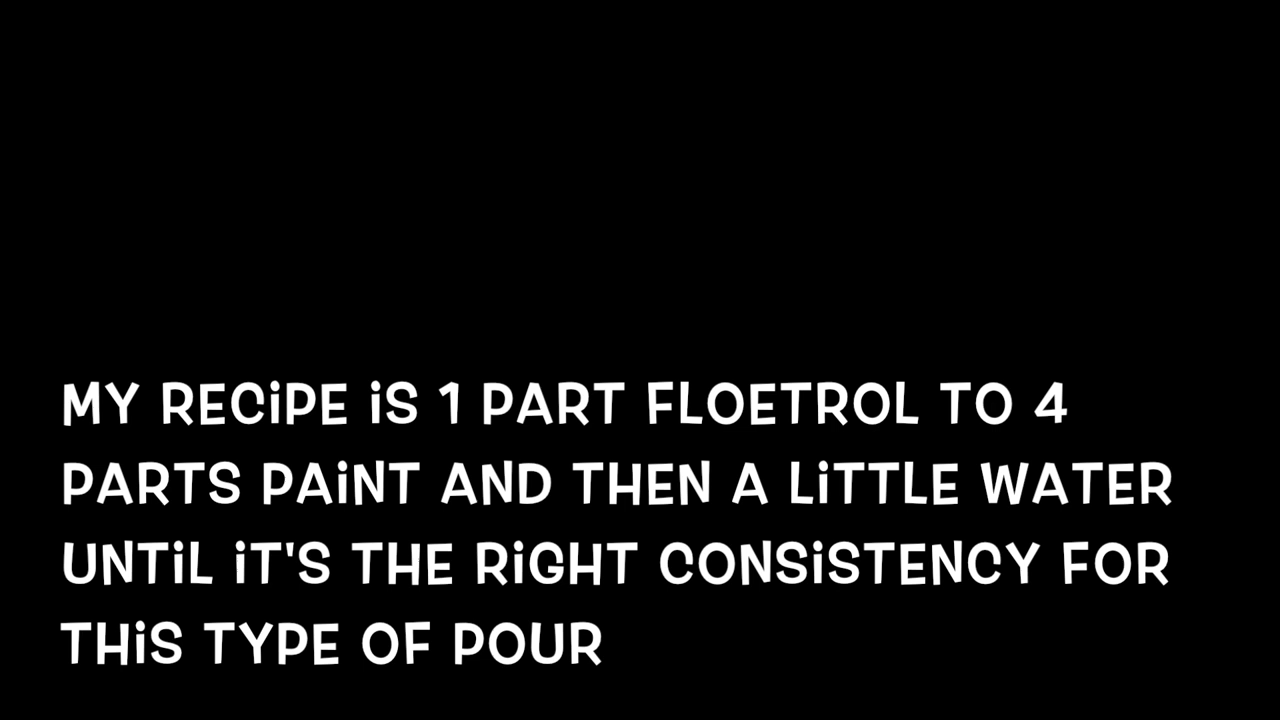 MY RECiPE iS 1 PART FLOETROL TO 4
PARTS PAiNT AND THEN A LiTTLE WATER
UNTiL iT'S THE RiGHT CONSiSTENCY FOR
THiS TYPE OF POUR